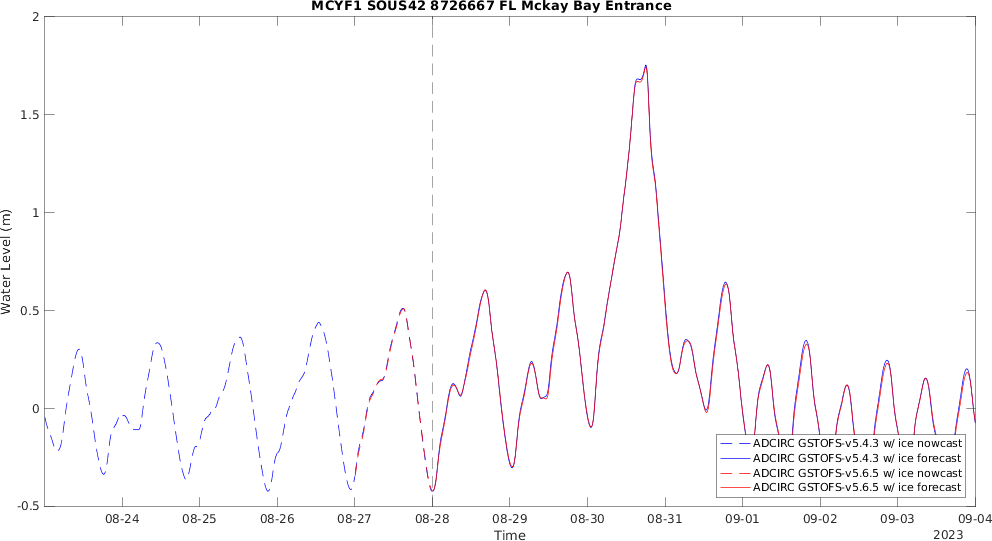 MCYF1 SOUS42 8726667 FL Mckay Bay Entrance
2
1.5
1
0.5
0
-0.5
Water Level (m)
ADCIRC GSTOFS-v5.4.3 w/ ice nowcast
ADCIRC GSTOFS-v5.4.3 w/ ice forecast
ADCIRC GSTOFS-v5.6.5 w/ ice nowcast
ADCIRC GSTOFS-v5.6.5 w/ ice forecast
08-24 08-25 08-26 08-27 08-28 08-29 08-30 08-31 09-01 09-02 09-03 09-04
Time
2023